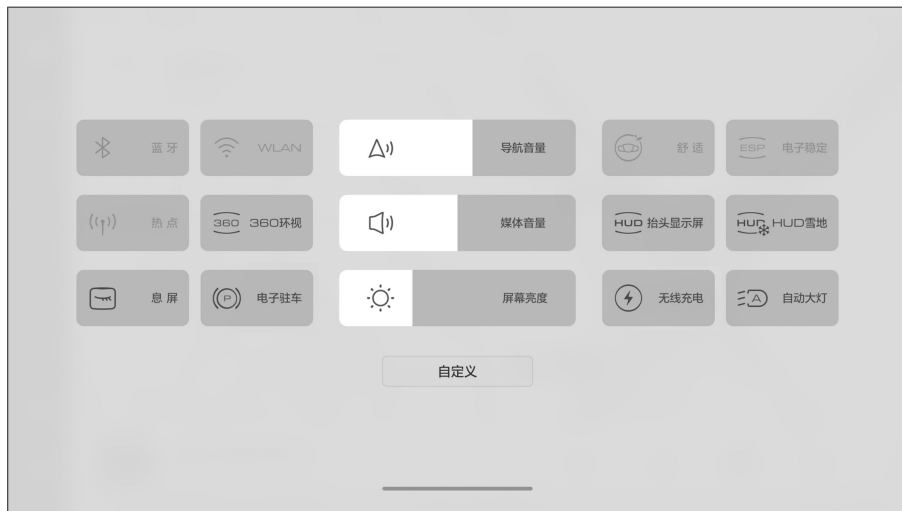 蓝牙
WLAN
导航音量
舒适
ESP 电子稳定
热点
360 360环视
媒体音量
HUD 抬头显示屏
HUD HUD雪地
息屏
P 电子驻车
屏幕亮度
无线充电
A 自动大灯
自定义